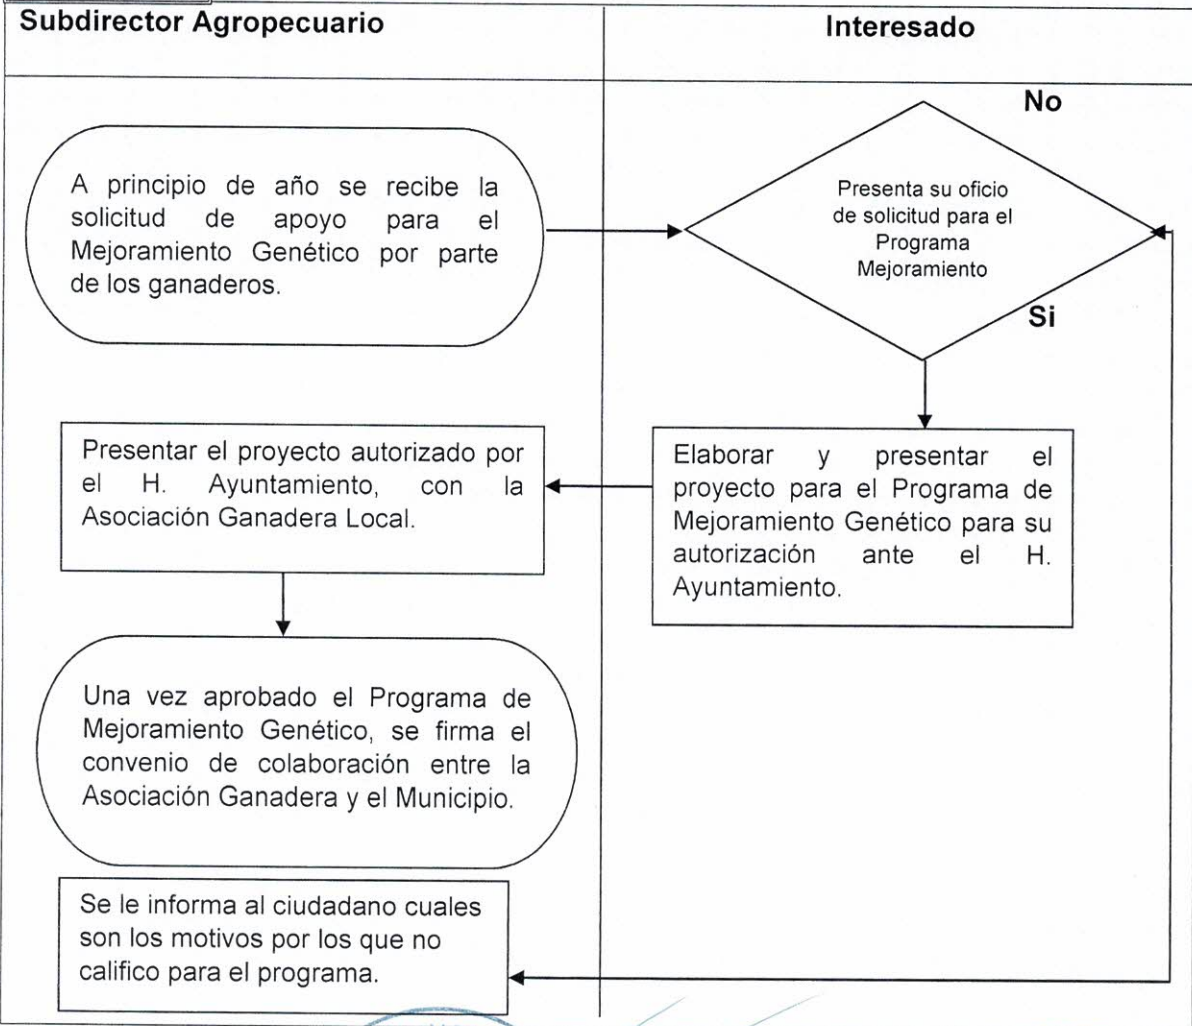 Subdirector Agropecuario
Interesado
No
A principio de año se recibe la
solicitud de apoyo para el
Mejoramiento Genético por parte
de los ganaderos.
Presenta su oficio
de solicitud para el
Programa
Mejoramiento
Si
Presentar el proyecto autorizado por
el H. Ayuntamiento, con la
Asociación Ganadera Local.
Elaborar y presentar el
proyecto para el Programa de
Mejoramiento Genético para su
autorización ante el H.
Ayuntamiento.
Una vez aprobado el Programa de
Mejoramiento Genético, se firma el
convenio de colaboración entre la
Asociación Ganadera y el Municipio.
Se le informa al ciudadano cuales
son los motivos por los que no
califico para el programa.